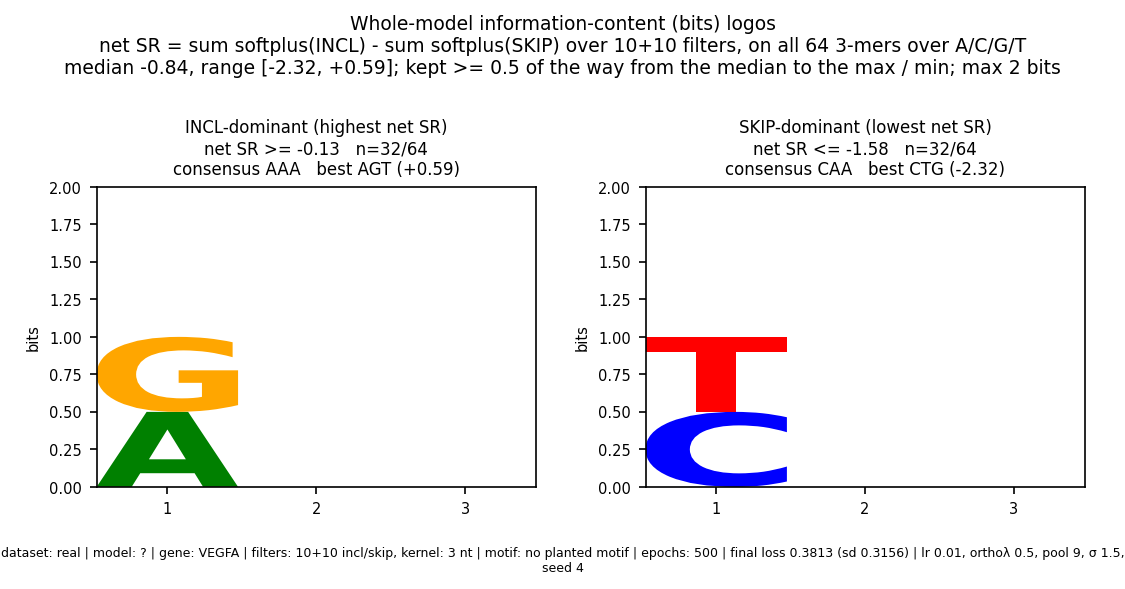 Whole-model information-content (bits) logos
net SR = sum softplus(INCL) - sum softplus(SKIP) over 10+10 filters, on all 64 3-mers over A/C/G/T
median -0.84, range [-2.32, +0.59]; kept >= 0.5 of the way from the median to the max / min; max 2 bits
INCL-dominant (highest net SR)
net SR >= -0.13   n=32/64
consensus AAA   best AGT (+0.59)
2.00
1.75
1.50
1.25
1.00
0.75
0.50
0.25
0.00
bits
G
A
1 2 3
SKIP-dominant (lowest net SR)
net SR <= -1.58   n=32/64
consensus CAA   best CTG (-2.32)
2.00
1.75
1.50
1.25
1.00
0.75
0.50
0.25
0.00
bits
T
C
1 2 3
dataset: real | model: ? | gene: VEGFA | filters: 10+10 incl/skip, kernel: 3 nt | motif: no planted motif | epochs: 500 | final loss 0.3813 (sd 0.3156) | lr 0.01, orthoλ 0.5, pool 9, σ 1.5,
seed 4